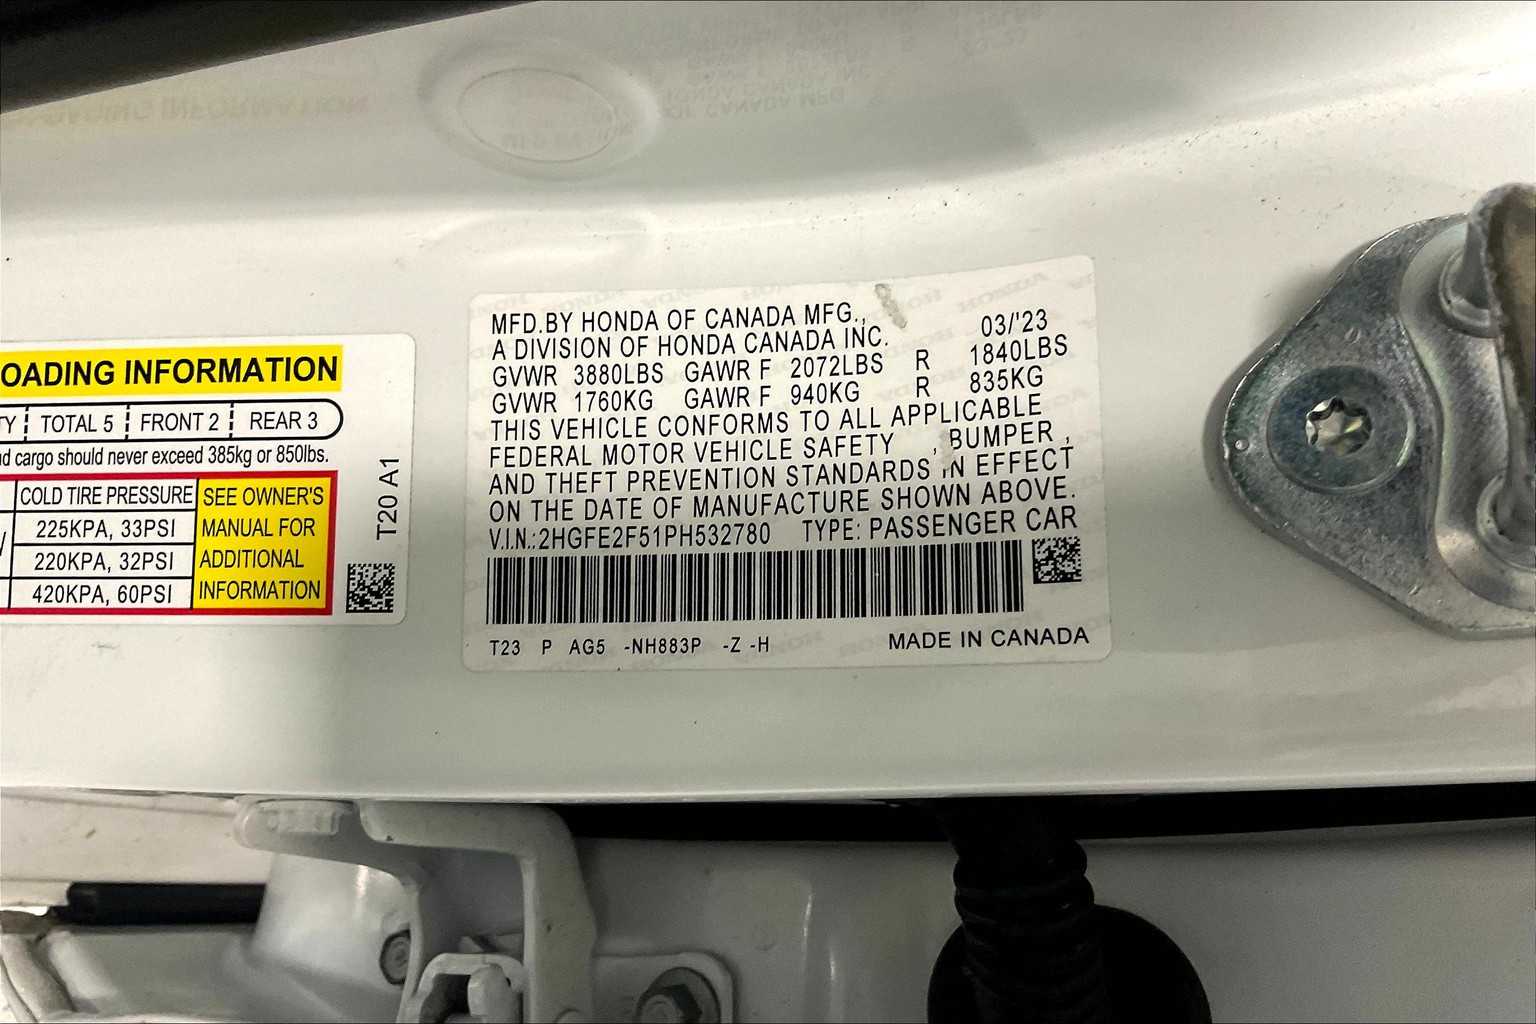 OADING INFORMATION
TY TOTAL 5 FRONT 2 REAR 3
d cargo should never exceed 385kg or 850lbs.
COLD TIRE PRESSURE
225KPA, 33PSI
220KPA, 32PSI
420KPA, 60PSI
SEE OWNER'S
MANUAL FOR
ADDITIONAL
INFORMATION
T20 A1
MFD.BY HONDA OF CANADA MFG.,
A DIVISION OF HONDA CANADA INC. 03/'23
GVWR 3880LBS GAWR F 2072LBS R 1840LBS
GVWR 1760KG GAWR F 940KG R 835KG
THIS VEHICLE CONFORMS TO ALL APPLICABLE
FEDERAL MOTOR VEHICLE SAFETY , BUMPER ,
AND THEFT PREVENTION STANDARDS IN EFFECT
ON THE DATE OF MANUFACTURE SHOWN ABOVE.
V.I.N.:2HGFE2F51PH532780 TYPE: PASSENGER CAR
T23 P AG5 -NH883P -Z -H MADE IN CANADA